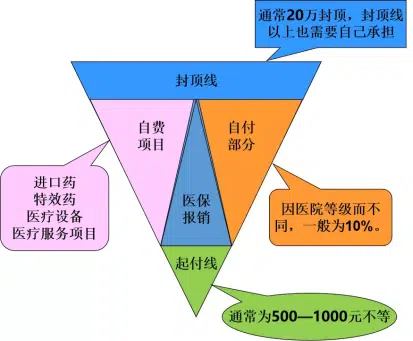 通常20万封顶，封顶线
以上也需要自己承担
封顶线
自费
项目
自付
部分
医保
报销
进口药
特效药
医疗设备
医疗服务项目
因医院等级而不
同，一般为10%。
起付线
通常为500—1000元不等